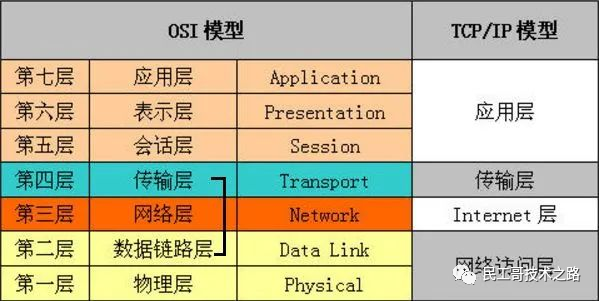 OSI 模型 TCP/IP 模型
第七层 应用层 Application
第六层 表示层 Presentation 应用层
第五层 会话层 Session
第四层 传输层 Transport 传输层
第三层 网络层 Network Internet 层
第二层 数据链路层 Data Link
网络访问层
第一层 物理层 Physical
民工哥技术之路